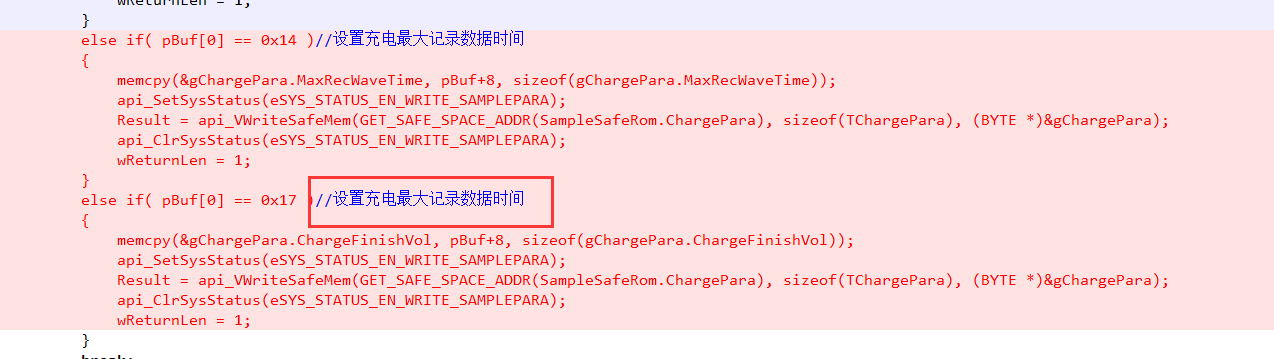 wReturnLen = 1;
}
else if( pBuf[0] == 0x14 )//设置充电最大记录数据时间
{
memcpy(&gChargePara.MaxRecWaveTime, pBuf+8, sizeof(gChargePara.MaxRecWaveTime));
api_SetSysStatus(eSYS_STATUS_EN_WRITE_SAMPLEPARA);
Result = api_VWriteSafeMem(GET_SAFE_SPACE_ADDR(SampleSafeRom.ChargePara), sizeof(TChargePara), (BYTE *)&gChargePara);
api_ClrSysStatus(eSYS_STATUS_EN_WRITE_SAMPLEPARA);
wReturnLen = 1;
}
else if( pBuf[0] == 0x17 )//设置充电最大记录数据时间
{
memcpy(&gChargePara.ChargeFinishVol, pBuf+8, sizeof(gChargePara.ChargeFinishVol));
api_SetSysStatus(eSYS_STATUS_EN_WRITE_SAMPLEPARA);
Result = api_VWriteSafeMem(GET_SAFE_SPACE_ADDR(SampleSafeRom.ChargePara), sizeof(TChargePara), (BYTE *)&gChargePara);
api_ClrSysStatus(eSYS_STATUS_EN_WRITE_SAMPLEPARA);
wReturnLen = 1;
}